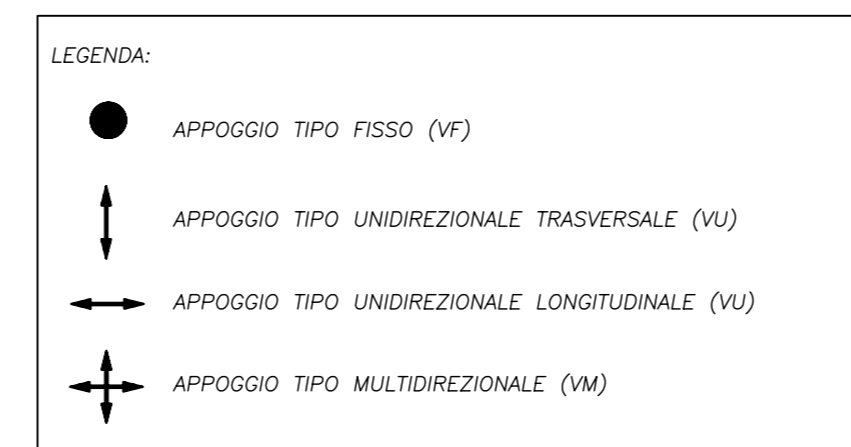 LEGENDA:
APPOGGIO TIPO FISSO (VF)
APPOGGIO TIPO UNIDIREZIONALE TRASVERSALE (VU)
APPOGGIO TIPO UNIDIREZIONALE LONGITUDINALE (VU)
APPOGGIO TIPO MULTIDIREZIONALE (VM)